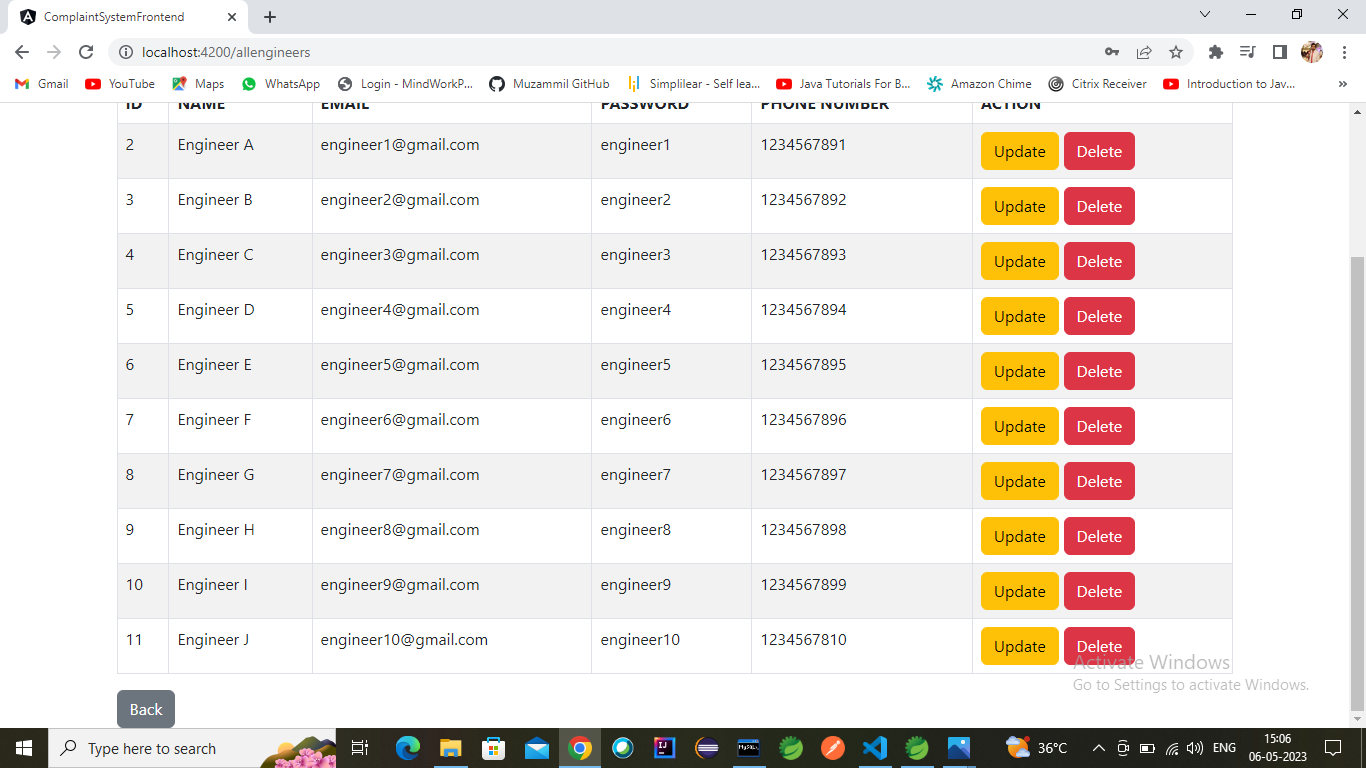 ComplaintSystemFrontend
localhost:4200/allengineers
Gmail YouTube Maps WhatsApp Login - MindWorkP... Muzammil GitHub Simplilear - Self lea... Java Tutorials For B... Amazon Chime Citrix Receiver Introduction to Jav... »
ID NAME EMAIL PASSWORD PHONE NUMBER ACTION
2 Engineer A engineer1@gmail.com engineer1 1234567891 Update Delete
3 Engineer B engineer2@gmail.com engineer2 1234567892 Update Delete
4 Engineer C engineer3@gmail.com engineer3 1234567893 Update Delete
5 Engineer D engineer4@gmail.com engineer4 1234567894 Update Delete
6 Engineer E engineer5@gmail.com engineer5 1234567895 Update Delete
7 Engineer F engineer6@gmail.com engineer6 1234567896 Update Delete
8 Engineer G engineer7@gmail.com engineer7 1234567897 Update Delete
9 Engineer H engineer8@gmail.com engineer8 1234567898 Update Delete
10 Engineer I engineer9@gmail.com engineer9 1234567899 Update Delete
11 Engineer J engineer10@gmail.com engineer10 1234567810 Update Delete
Activate Windows
Go to Settings to activate Windows.
Back
Type here to search 36°C ENG 15:06
06-05-2023